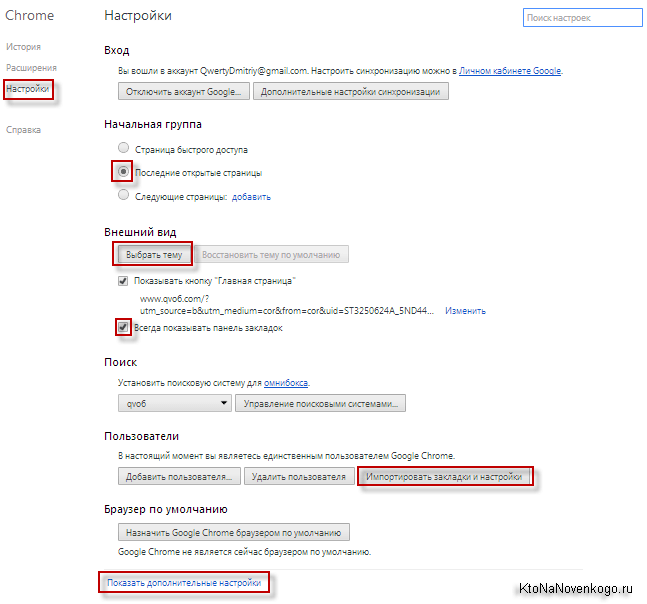 Chrome
Настройки
Поиск настроек
История
Расширения
Настройки
Справка
Вход
Вы вошли в аккаунт QwertyDmitriy@gmail.com. Настроить синхронизацию можно в Личном кабинете Google.
Отключить аккаунт Google...
Дополнительные настройки синхронизации
Начальная группа
Страница быстрого доступа
Последние открытые страницы
Следующие страницы: добавить
Внешний вид
Выбрать тему
Восстановить тему по умолчанию
Показывать кнопку "Главная страница"
www.qvo6.com/?
utm_source=b&utm_medium=cor&from=cor&uid=ST3250624A_5ND44... Изменить
Всегда показывать панель закладок
Поиск
Установить поисковую систему для омнибокса.
qvo6
Управление поисковыми системами...
Пользователи
В настоящий момент вы являетесь единственным пользователем Google Chrome.
Добавить пользователя...
Удалить пользователя
Импортировать закладки и настройки
Браузер по умолчанию
Назначить Google Chrome браузером по умолчанию
Google Chrome не является сейчас браузером по умолчанию.
Показать дополнительные настройки
KtoNaNovenkogo.ru